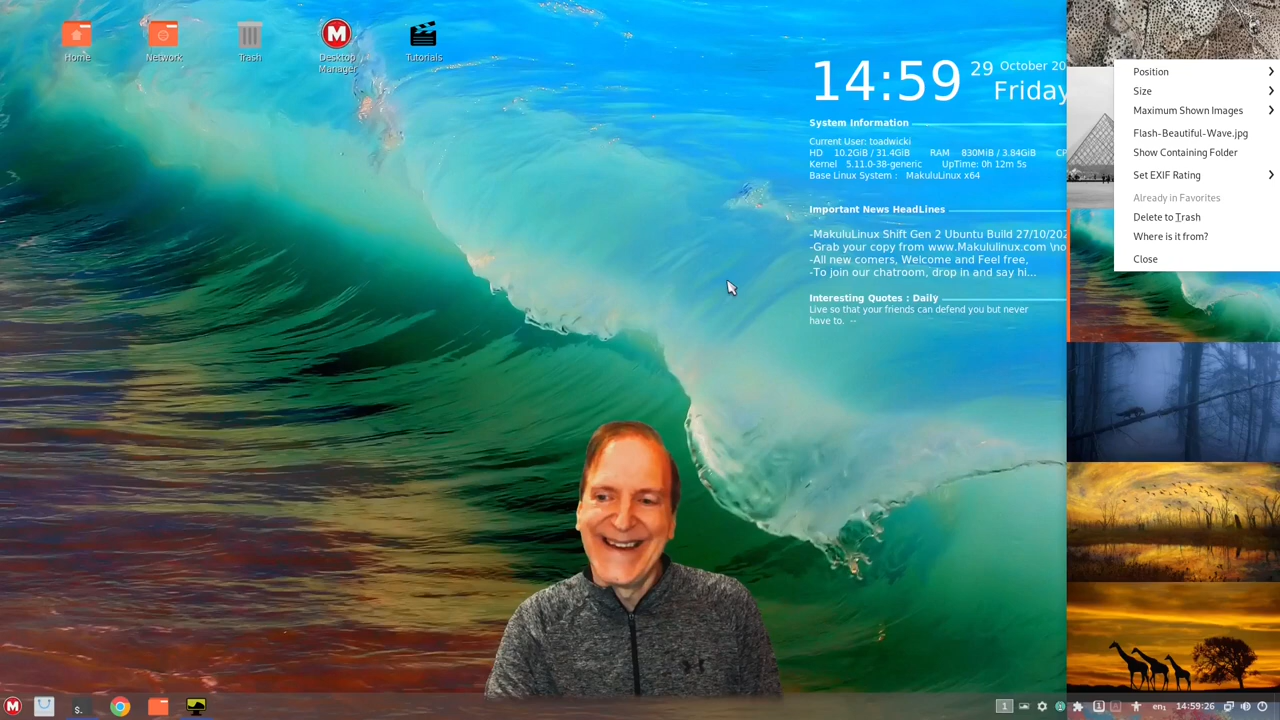 Home
Network
Trash
M
Desktop
Manager
Tutorials
14:59 29 October 20
Friday
System Information
Current User: toadwicki
HD 10.2GiB / 31.4GiB RAM 830MiB / 3.84GiB CP
Kernel 5.11.0-38-generic UpTime: 0h 12m 5s
Base Linux System : MakuluLinux x64
Important News HeadLines
-MakuluLinux Shift Gen 2 Ubuntu Build 27/10/202
-Grab your copy from www.Makululinux.com \no
-All new comers, Welcome and Feel free,
-To join our chatroom, drop in and say hi...
Interesting Quotes : Daily
Live so that your friends can defend you but never
have to. --
Position
Size
Maximum Shown Images
Flash-Beautiful-Wave.jpg
Show Containing Folder
Set EXIF Rating
Already in Favorites
Delete to Trash
Where is it from?
Close
M
s.
1
1
A
en₁
14:59:26